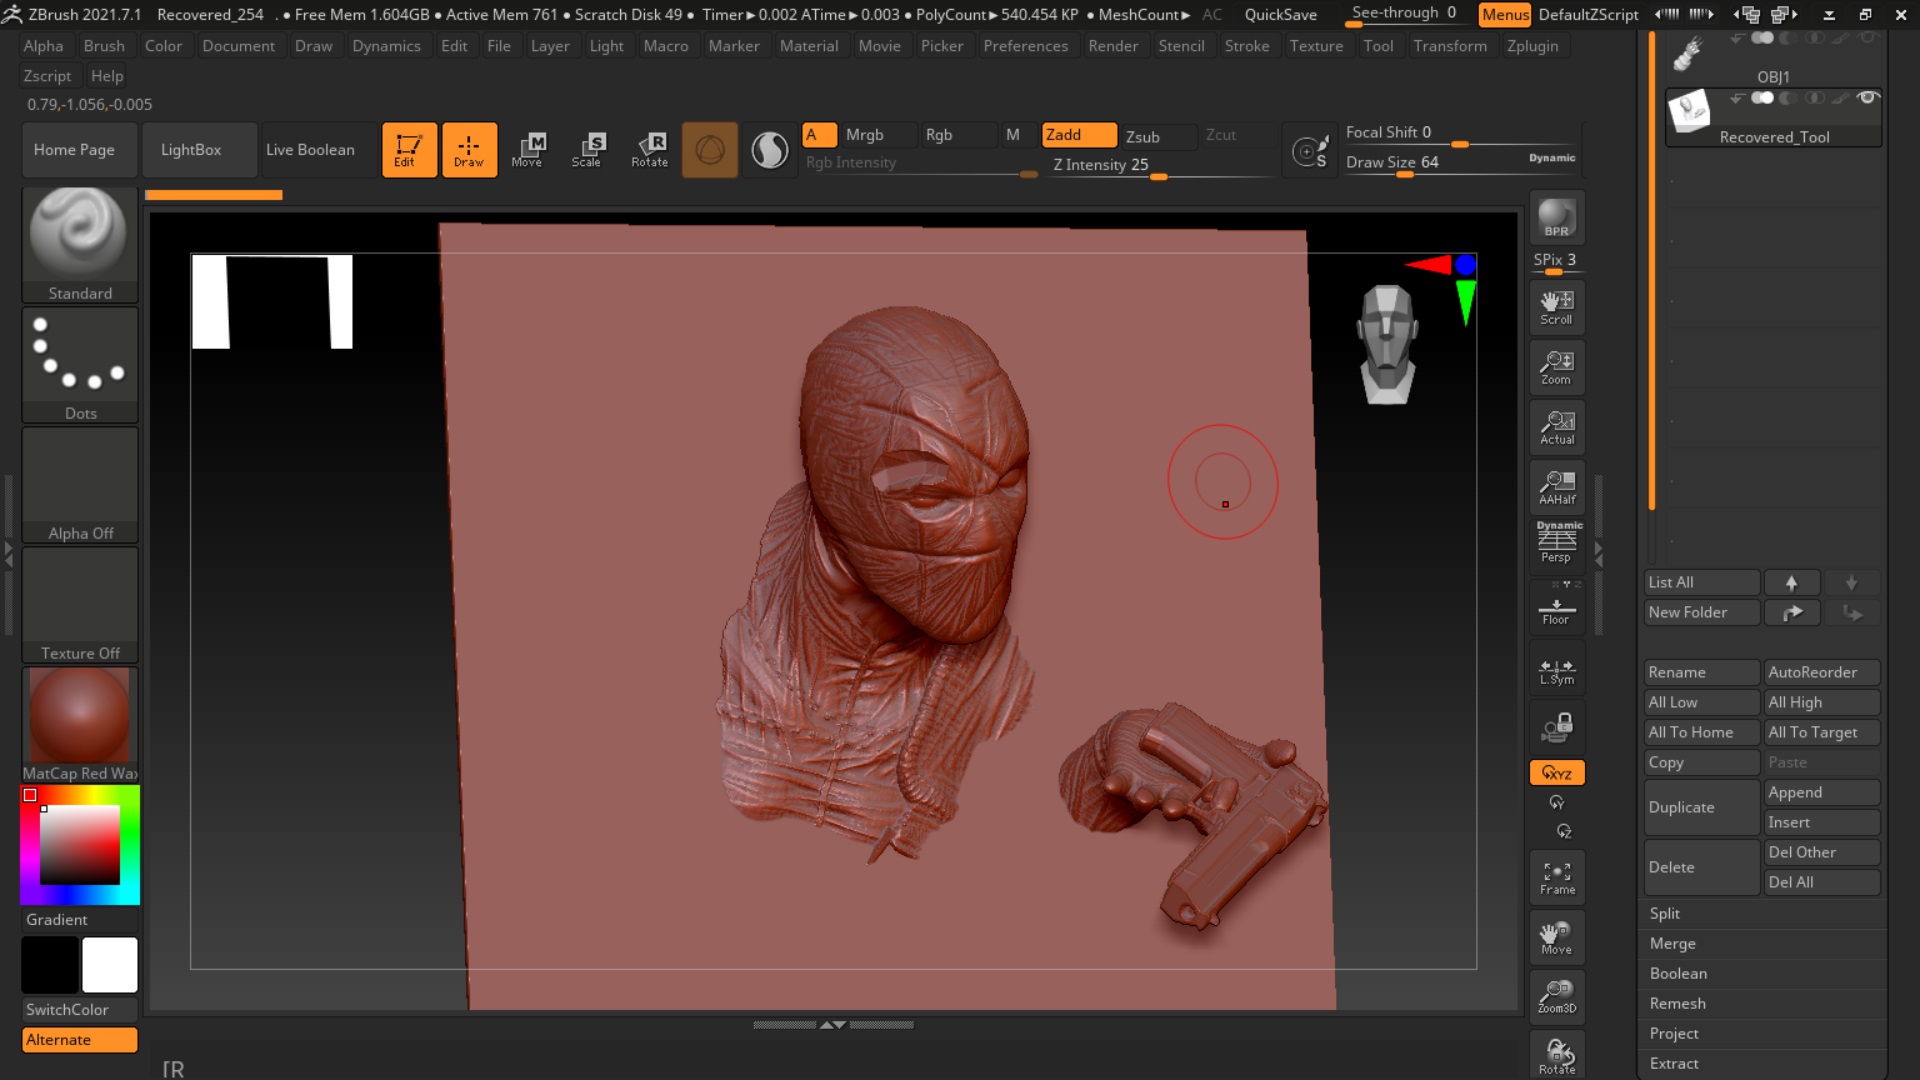 ZBrush 2021.7.1 Recovered_254 . • Free Mem 1.604GB • Active Mem 761 • Scratch Disk 49 • Timer►0.002 ATime►0.003 • PolyCount►540.454 KP • MeshCount► AC QuickSave See-through 0 Menus DefaultZScript
Alpha Brush Color Document Draw Dynamics Edit File Layer Light Macro Marker Material Movie Picker Preferences Render Stencil Stroke Texture Tool Transform Zplugin
Zscript Help
0.79,-1.056,-0.005
Home Page LightBox Live Boolean Edit Draw Move Scale Rotate A Mrgb Rgb M Zadd Zsub Zcut Focal Shift 0
M S R
Rgb Intensity Z Intensity 25 S Draw Size 64 Dynamic
Standard
Dots
Alpha Off
Texture Off
MatCap Red Wax
Gradient
SwitchColor
Alternate
[R
BPR
SPix 3
Scroll
Zoom
x1
Actual
AAHalf
Dynamic
Persp
Floor
L.Sym
XYZ
Y
Z
Frame
Move
Zoom3D
Rotate
OBJ1
Recovered_Tool
List All
New Folder
Rename AutoReorder
All Low All High
All To Home All To Target
Copy Paste
Duplicate Append
Insert
Delete Del Other
Del All
Split
Merge
Boolean
Remesh
Project
Extract